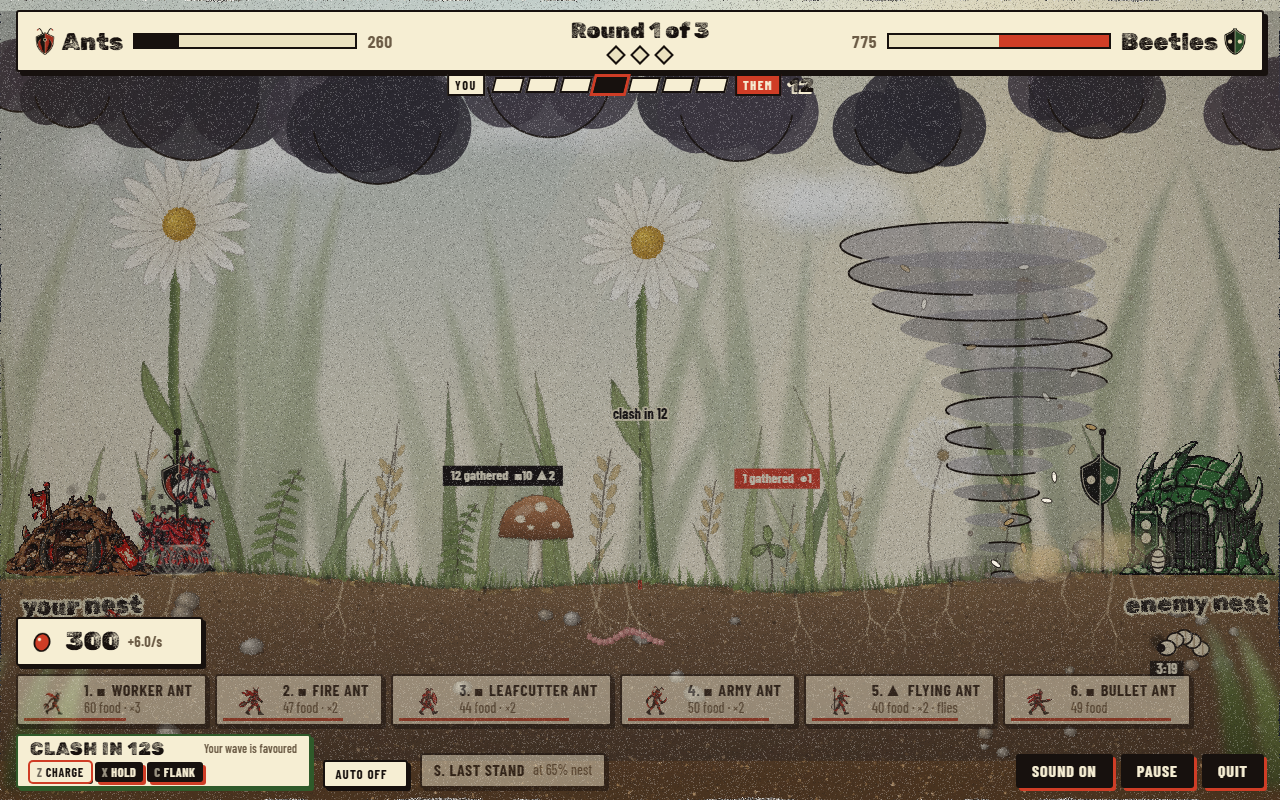 Ants
260
Round 1 of 3
775
Beetles
YOU
THEM
12
clash in 12
12 gathered ■10 ▲2
1 gathered ●1
your nest
enemy nest
300 +6.0/s
3:19
1. ■ WORKER ANT
60 food · ×3
2. ■ FIRE ANT
47 food · ×2
3. ■ LEAFCUTTER ANT
44 food · ×2
4. ■ ARMY ANT
50 food · ×2
5. ▲ FLYING ANT
40 food · ×2 · flies
6. ■ BULLET ANT
49 food
CLASH IN 12S
Your wave is favoured
Z CHARGE
X HOLD
C FLANK
AUTO OFF
S. LAST STAND at 65% nest
SOUND ON
PAUSE
QUIT